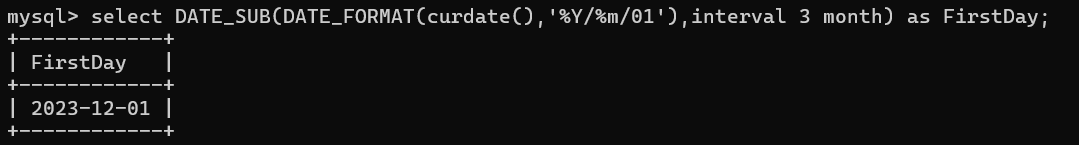 mysql> select DATE_SUB(DATE_FORMAT(curdate(),'%Y/%m/01'),interval 3 month) as FirstDay;
+------------+
| FirstDay   |
+------------+
| 2023-12-01 |
+------------+